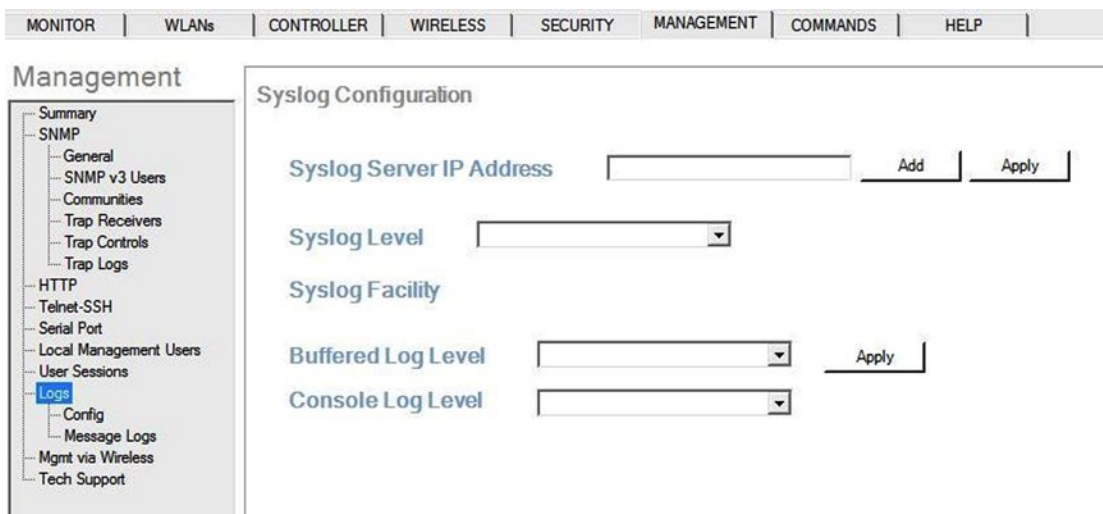 MONITOR WLANs CONTROLLER WIRELESS SECURITY MANAGEMENT COMMANDS HELP
Management
Summary
SNMP
General
SNMP v3 Users
Communities
Trap Receivers
Trap Controls
Trap Logs
HTTP
Telnet-SSH
Serial Port
Local Management Users
User Sessions
Logs
Config
Message Logs
Mgmt via Wireless
Tech Support
Syslog Configuration
Syslog Server IP Address Add Apply
Syslog Level
Syslog Facility
Buffered Log Level Apply
Console Log Level